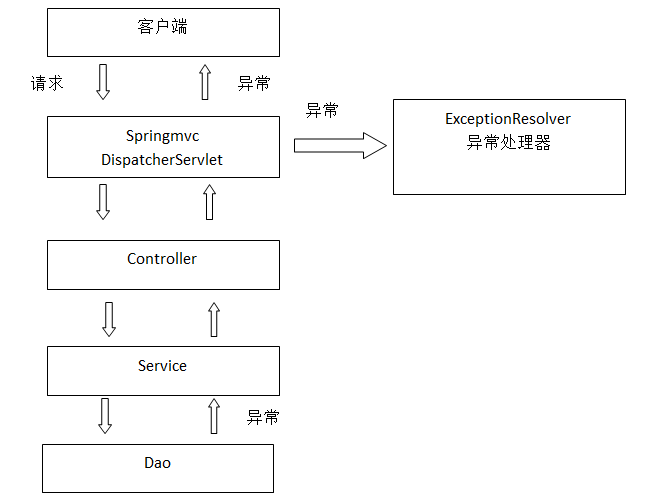 客户端
请求
异常
异常
Springmvc
DispatcherServlet
ExceptionResolver
异常处理器
Controller
Service
异常
Dao